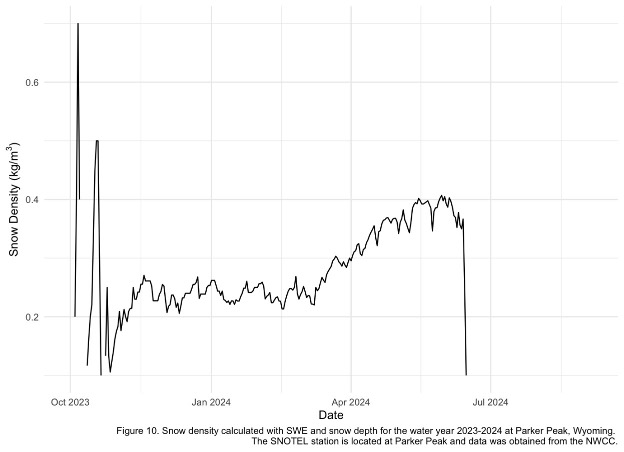 0.6
0.4
0.2
Snow Density (kg/m³)
Oct 2023 Jan 2024 Apr 2024 Jul 2024
Date
Figure 10. Snow density calculated with SWE and snow depth for the water year 2023-2024 at Parker Peak, Wyoming.
The SNOTEL station is located at Parker Peak and data was obtained from the NWCC.